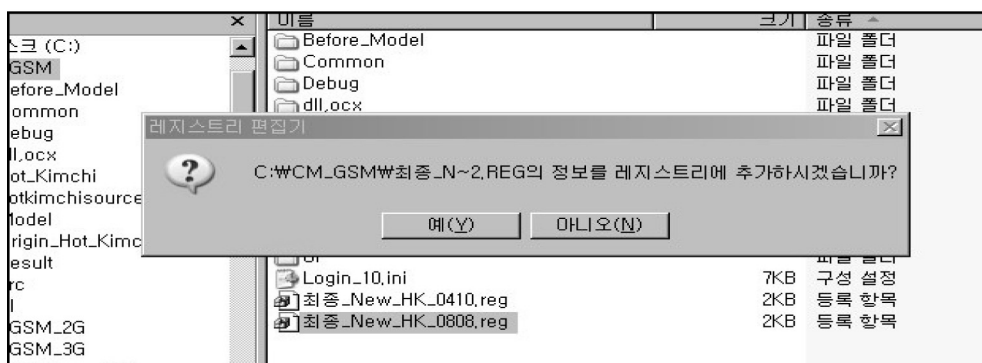 이름 크기 종류
스크 (C:)
GSM
efore_Model
ommon
ebug
ll,ocx
ot_Kimchi
otkimchisource
Model
rigin_Hot_Kimc
esult
rc
GSM_2G
GSM_3G
Before_Model 파일 폴더
Common 파일 폴더
Debug 파일 폴더
dll,ocx 파일 폴더
레지스트리 편집기
C:₩CM_GSM₩최종_N~2.REG의 정보를 레지스트리에 추가하시겠습니까?
예(Y) 아니오(N)
Login_10.ini 7KB 구성 설정
최종_New_HK_0410.reg 2KB 등록 항목
최종_New_HK_0808.reg 2KB 등록 항목